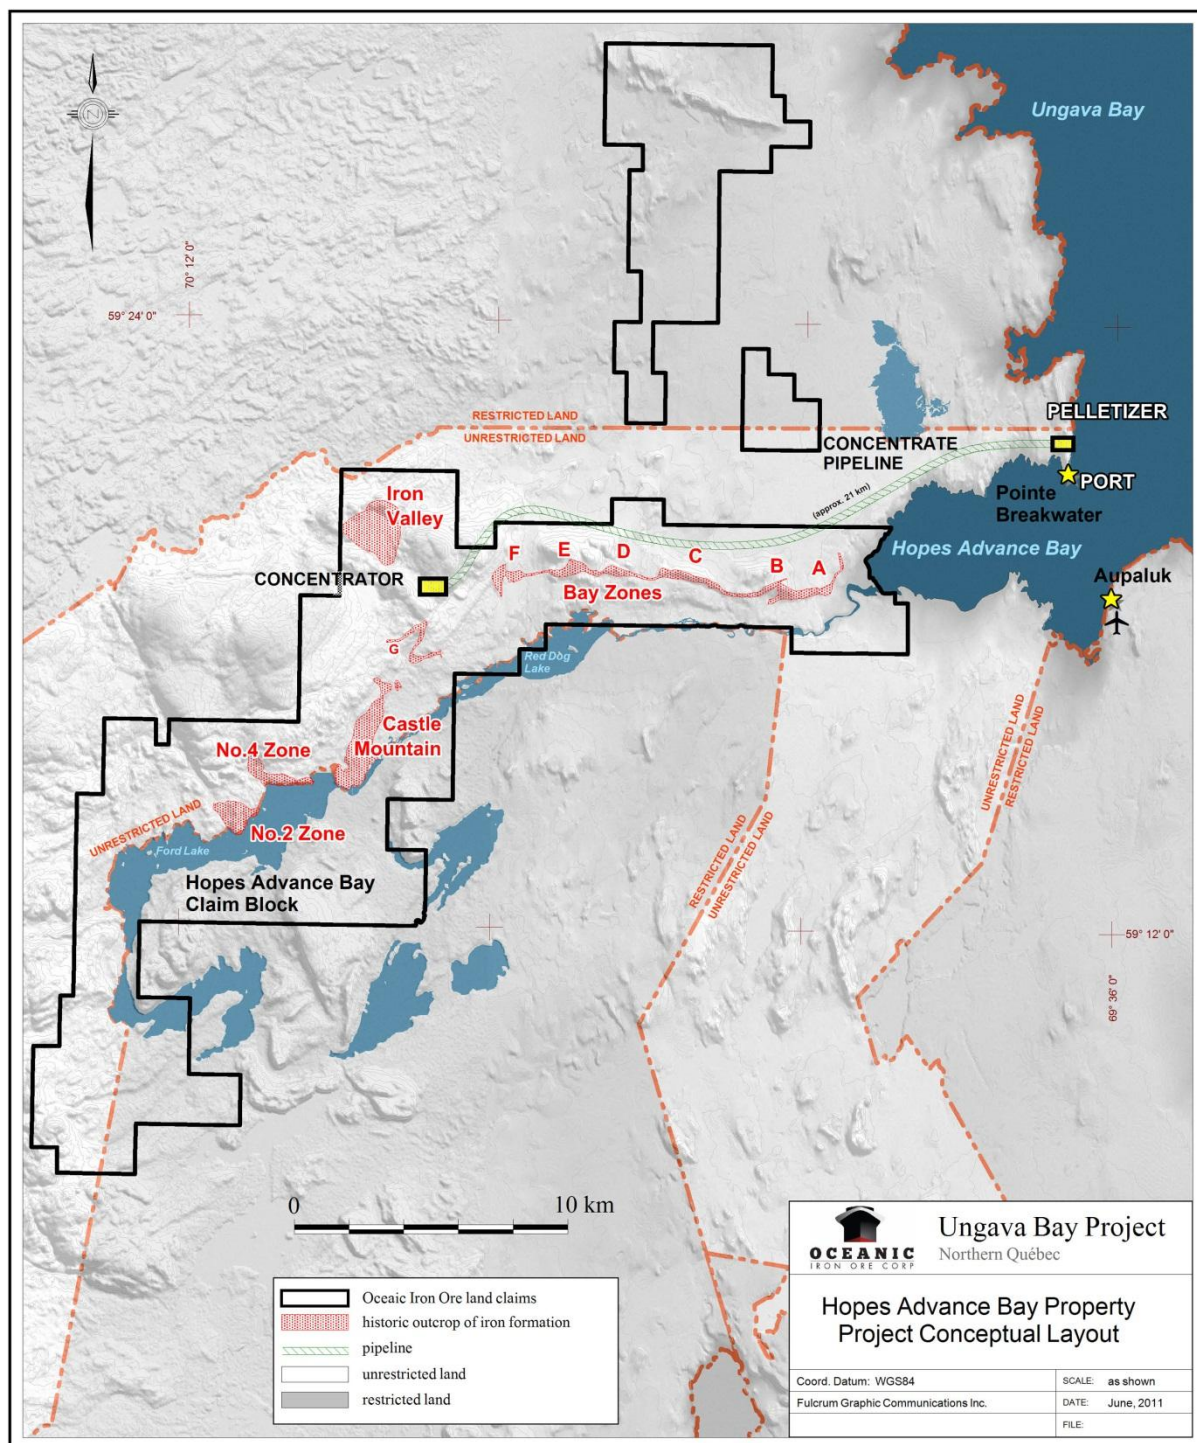 N
Ungava Bay
70° 12' 0"
59° 24' 0"
RESTRICTED LAND
UNRESTRICTED LAND
PELLETIZER
CONCENTRATE
PIPELINE
(approx. 21 km)
PORT
Pointe
Breakwater
Iron
Valley
Hopes Advance Bay
F
E
D
C
B
A
CONCENTRATOR
Bay Zones
Aupaluk
G
Red Dog
Lake
Castle
Mountain
No.4 Zone
UNRESTRICTED LAND
RESTRICTED LAND
UNRESTRICTED LAND
No.2 Zone
Ford Lake
RESTRICTED LAND
UNRESTRICTED LAND
Hopes Advance Bay
Claim Block
59° 12' 0"
69° 36' 0"
0 10 km
OCEANIC
IRON ORE CORP
Ungava Bay Project
Northern Québec
Oceaic Iron Ore land claims
historic outcrop of iron formation
pipeline
unrestricted land
restricted land
Hopes Advance Bay Property
Project Conceptual Layout
Coord. Datum: WGS84
SCALE: as shown
Fulcrum Graphic Communications Inc.
DATE: June, 2011
FILE: